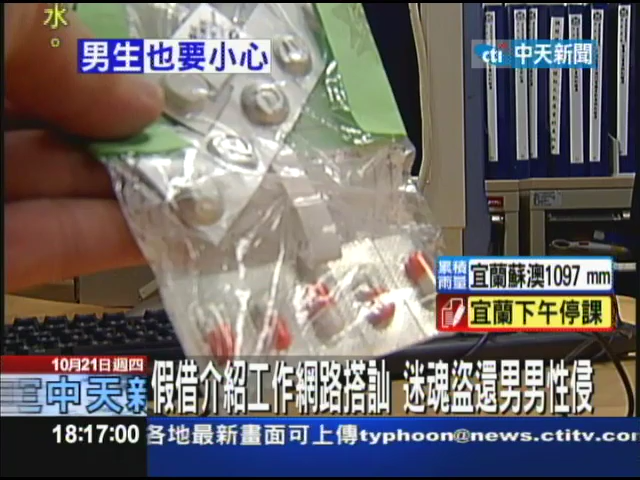 水。
男生也要小心
cti 中天新聞
累積雨量 宜蘭蘇澳1097 mm
宜蘭下午停課
10月21日週四
中天新 假借介紹工作網路搭訕 迷魂盜還男男性侵
18:17:00 各地最新畫面可上傳typhoon@news.ctitv.com